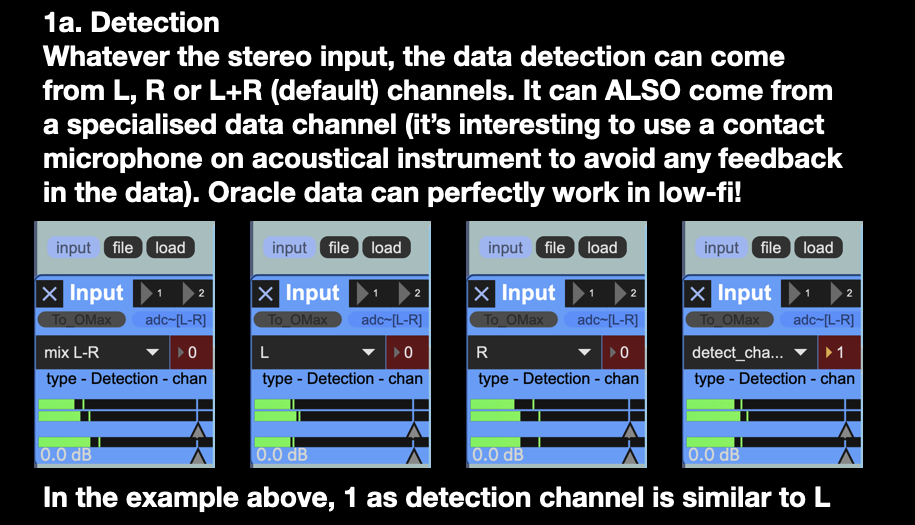 1a. Detection
Whatever the stereo input, the data detection can come
from L, R or L+R (default) channels. It can ALSO come from
a specialised data channel (it’s interesting to use a contact
microphone on acoustical instrument to avoid any feedback
in the data). Oracle data can perfectly work in low-fi!
input file load
Input 1 2
To_OMax adc~[L-R]
mix L-R 0
type - Detection - chan
0.0 dB
input file load
Input 1 2
To_OMax adc~[L-R]
L 0
type - Detection - chan
0.0 dB
input file load
Input 1 2
To_OMax adc~[L-R]
R 0
type - Detection - chan
0.0 dB
input file load
Input 1 2
To_OMax adc~[L-R]
detect_cha... 1
type - Detection - chan
0.0 dB
In the example above, 1 as detection channel is similar to L